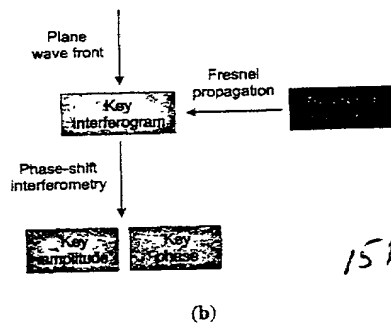 Plane
wave front
Fresnel
propagation
Key
interferogram
Phase-shift
interferometry
Key
amplitude
Key
phase
(b)